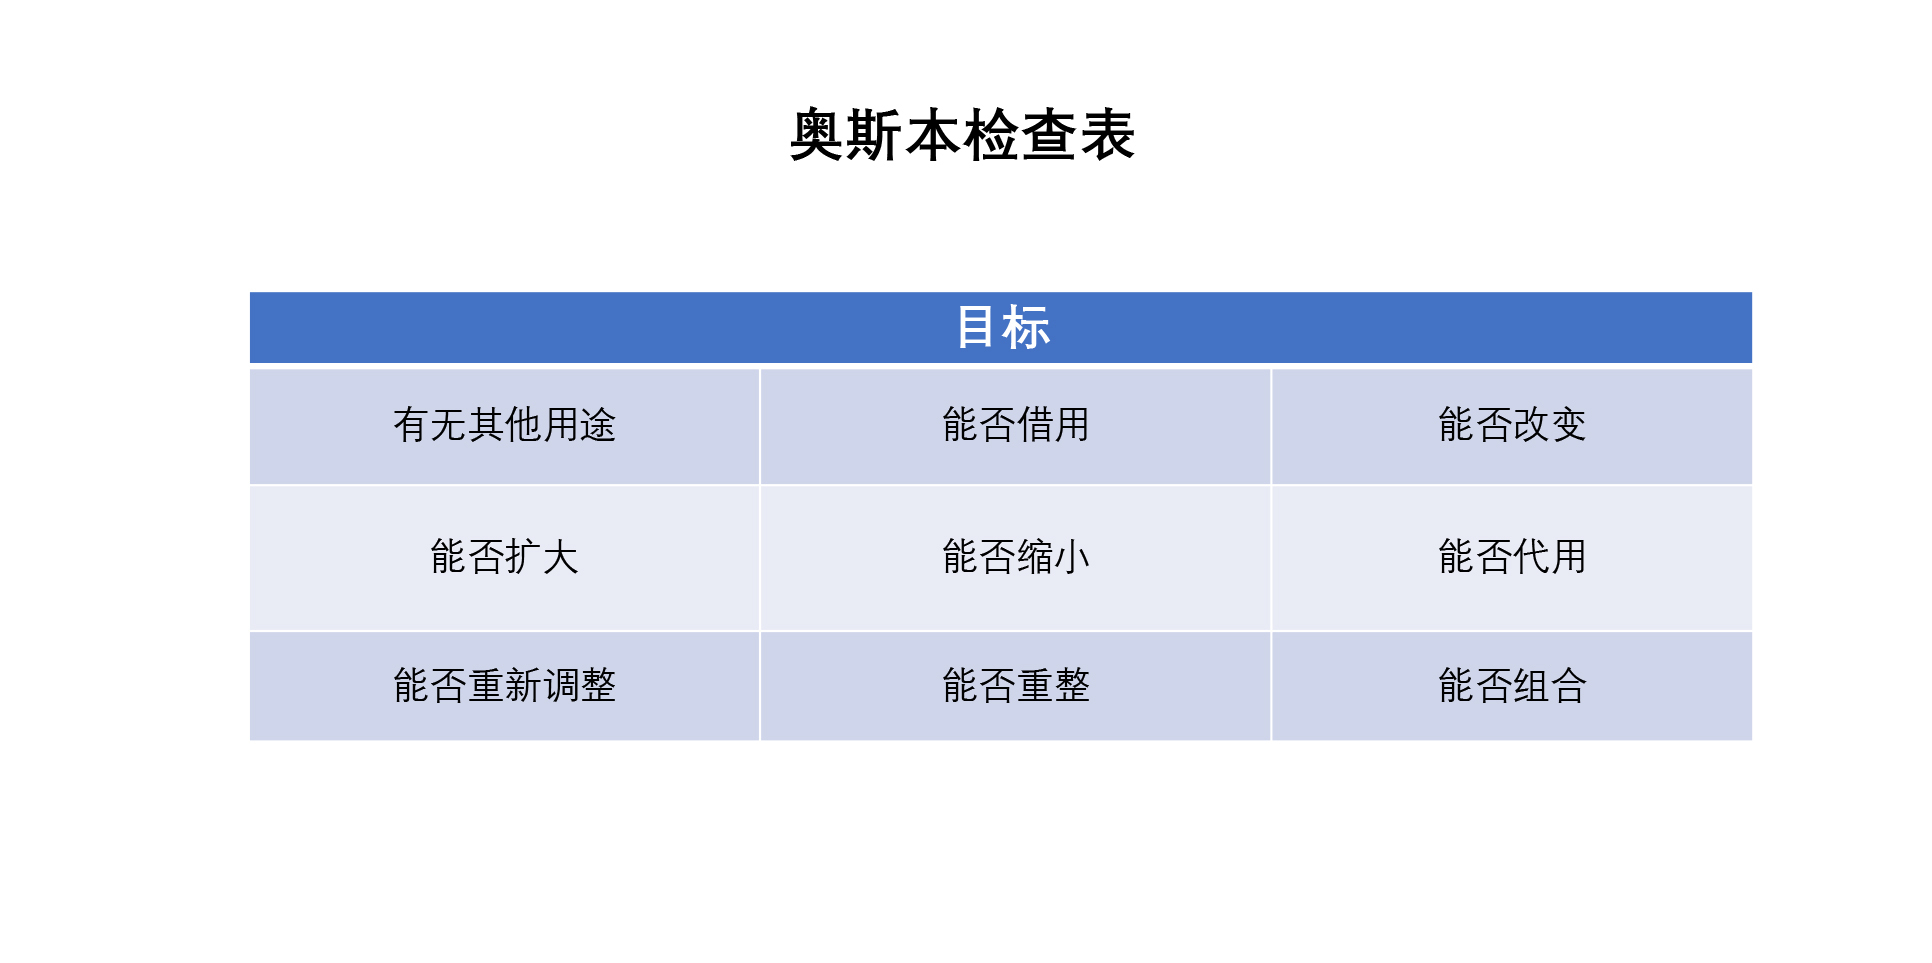 奥斯本检查表
目标
有无其他用途 能否借用 能否改变
能否扩大 能否缩小 能否代用
能否重新调整 能否重整 能否组合